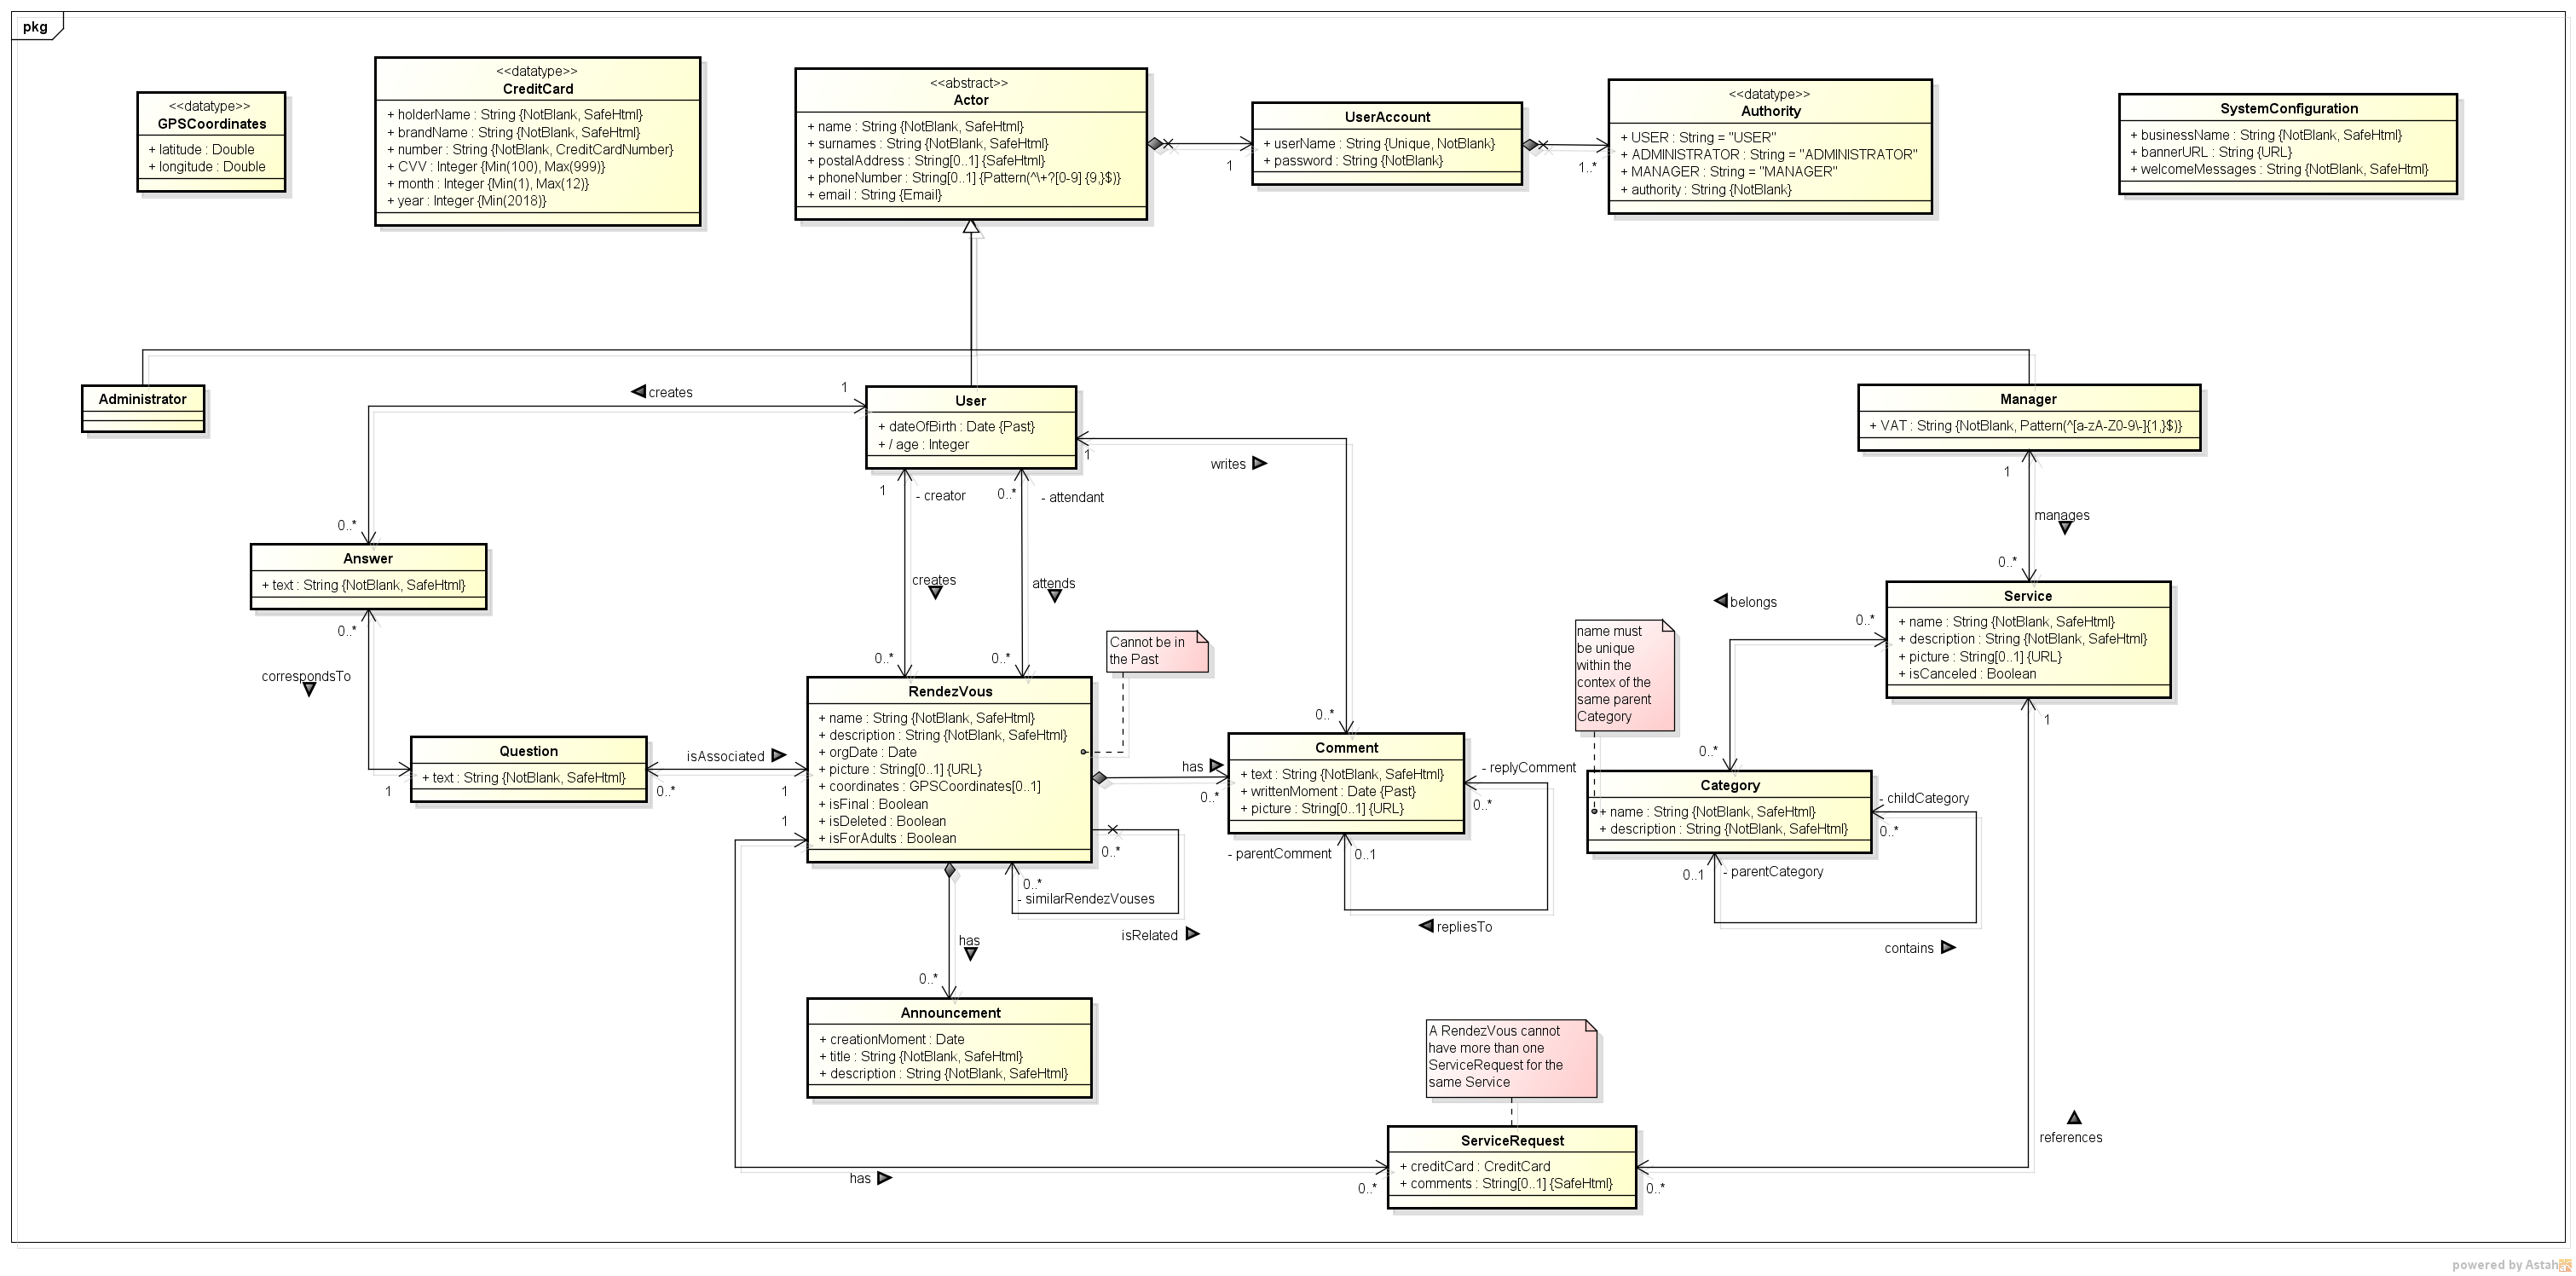 pkg
<<datatype>>
GPSCoordinates
+ latitude : Double
+ longitude : Double
<<datatype>>
CreditCard
+ holderName : String {NotBlank, SafeHtml}
+ brandName : String {NotBlank, SafeHtml}
+ number : String {NotBlank, CreditCardNumber}
+ CVV : Integer {Min(100), Max(999)}
+ month : Integer {Min(1), Max(12)}
+ year : Integer {Min(2018)}
<<abstract>>
Actor
+ name : String {NotBlank, SafeHtml}
+ surnames : String {NotBlank, SafeHtml}
+ postalAddress : String[0..1] {SafeHtml}
+ phoneNumber : String[0..1] {Pattern(^\+?[0-9] {9,}$)}
+ email : String {Email}
1
UserAccount
+ userName : String {Unique, NotBlank}
+ password : String {NotBlank}
1..*
<<datatype>>
Authority
+ USER : String = "USER"
+ ADMINISTRATOR : String = "ADMINISTRATOR"
+ MANAGER : String = "MANAGER"
+ authority : String {NotBlank}
SystemConfiguration
+ businessName : String {NotBlank, SafeHtml}
+ bannerURL : String {URL}
+ welcomeMessages : String {NotBlank, SafeHtml}
Administrator
creates
1
User
+ dateOfBirth : Date {Past}
+ / age : Integer
1
writes
Manager
+ VAT : String {NotBlank, Pattern(^[a-zA-Z0-9\-]{1,}$)}
1
manages
0..*
1
- creator
0..*
- attendant
0..*
Answer
+ text : String {NotBlank, SafeHtml}
0..*
correspondsTo
creates
attends
0..*
0..*
Cannot be in
the Past
belongs
0..*
Service
+ name : String {NotBlank, SafeHtml}
+ description : String {NotBlank, SafeHtml}
+ picture : String[0..1] {URL}
+ isCanceled : Boolean
1
name must
be unique
within the
contex of the
same parent
Category
RendezVous
+ name : String {NotBlank, SafeHtml}
+ description : String {NotBlank, SafeHtml}
+ orgDate : Date
+ picture : String[0..1] {URL}
+ coordinates : GPSCoordinates[0..1]
+ isFinal : Boolean
+ isDeleted : Boolean
+ isForAdults : Boolean
Question
+ text : String {NotBlank, SafeHtml}
1
isAssociated
0..*
1
1
has
0..*
0..*
Comment
+ text : String {NotBlank, SafeHtml}
+ writtenMoment : Date {Past}
+ picture : String[0..1] {URL}
- replyComment
0..*
- parentComment
0..1
repliesTo
0..*
Category
+ name : String {NotBlank, SafeHtml}
+ description : String {NotBlank, SafeHtml}
- childCategory
0..*
0..1
- parentCategory
contains
0..*
0..*
- similarRendezVouses
isRelated
has
0..*
Announcement
+ creationMoment : Date
+ title : String {NotBlank, SafeHtml}
+ description : String {NotBlank, SafeHtml}
A RendezVous cannot
have more than one
ServiceRequest for the
same Service
ServiceRequest
+ creditCard : CreditCard
+ comments : String[0..1] {SafeHtml}
has
0..*
0..*
references
powered by Astah